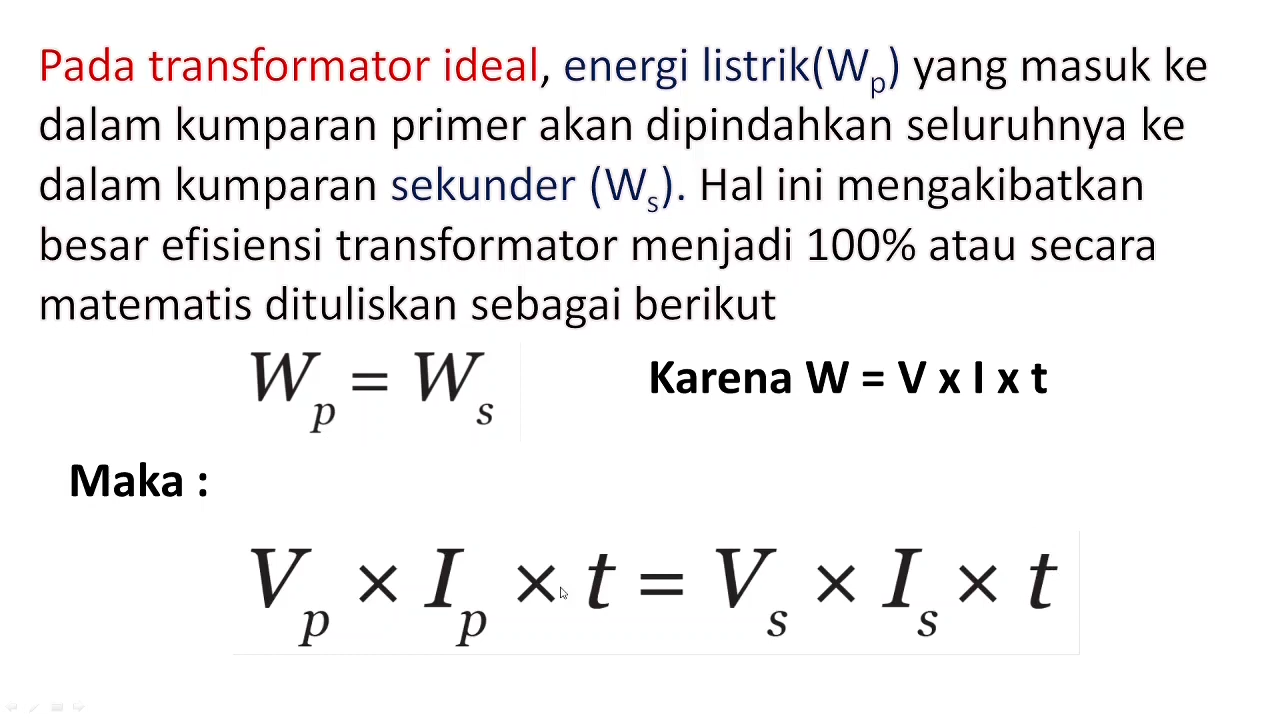 Pada transformator ideal, energi listrik(Wₚ) yang masuk ke
dalam kumparan primer akan dipindahkan seluruhnya ke
dalam kumparan sekunder (Wₛ). Hal ini mengakibatkan
besar efisiensi transformator menjadi 100% atau secara
matematis dituliskan sebagai berikut
Wₚ = Wₛ
Karena W = V x I x t
Maka :
Vₚ × Iₚ × t = Vₛ × Iₛ × t